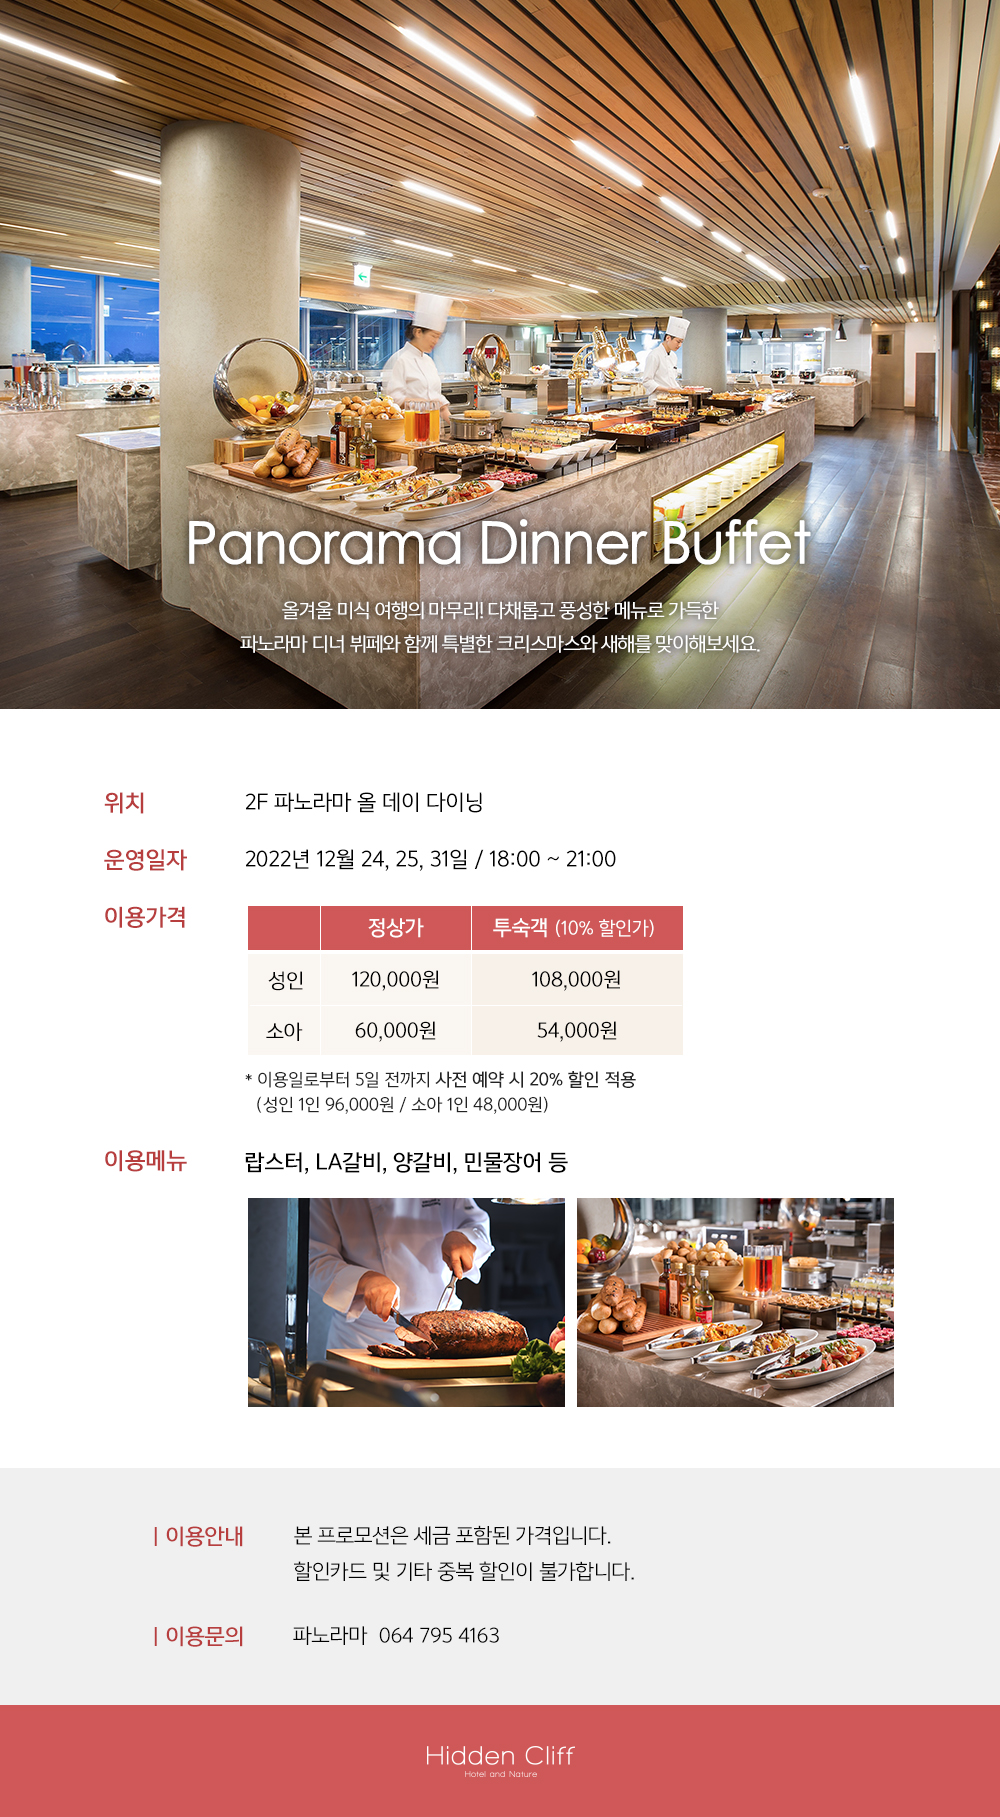 Panorama Dinner Buffet
올겨울 미식 여행의 마무리! 다채롭고 풍성한 메뉴로 가득한
파노라마 디너 뷔페와 함께 특별한 크리스마스와 새해를 맞이해보세요.
위치 2F 파노라마 올 데이 다이닝
운영일자 2022년 12월 24, 25, 31일 / 18:00 ~ 21:00
이용가격
정상가 투숙객 (10% 할인가)
성인 120,000원 108,000원
소아 60,000원 54,000원
* 이용일로부터 5일 전까지 사전 예약 시 20% 할인 적용
(성인 1인 96,000원 / 소아 1인 48,000원)
이용메뉴 랍스터, LA갈비, 양갈비, 민물장어 등
| 이용안내 본 프로모션은 세금 포함된 가격입니다.
할인카드 및 기타 중복 할인이 불가합니다.
| 이용문의 파노라마 064 795 4163
Hidden Cliff
Hotel and Nature